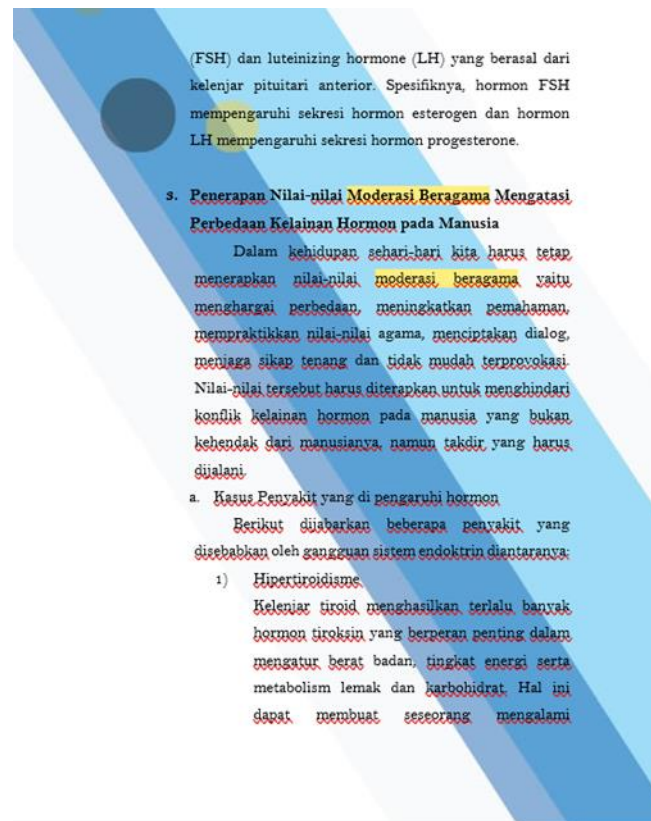 (FSH) dan luteinizing hormone (LH) yang berasal dari
kelenjar pituitari anterior. Spesifiknya, hormon FSH
mempengaruhi sekresi hormon esterogen dan hormon
LH mempengaruhi sekresi hormon progesterone.
3. Penerapan Nilai-nilai Moderasi Beragama Mengatasi
Perbedaan Kelainan Hormon pada Manusia
Dalam kehidupan sehari-hari kita harus tetap
menerapkan nilai-nilai moderasi beragama yaitu
menghargai perbedaan, meningkatkan pemahaman,
mempraktikkan nilai-nilai agama, menciptakan dialog,
menjaga sikap tenang dan tidak mudah terprovokasi.
Nilai-nilai tersebut harus diterapkan untuk menghindari
konflik kelainan hormon pada manusia yang bukan
kehendak dari manusianya, namun takdir yang harus
dijalani.
a. Kasus Penyakit yang di pengaruhi hormon
Berikut dijabarkan beberapa penyakit yang
disebabkan oleh gangguan sistem endoktrin diantaranya:
1) Hipertiroidisme
Kelenjar tiroid menghasilkan terlalu banyak
hormon tiroksin yang berperan penting dalam
mengatur berat badan, tingkat energi serta
metabolism lemak dan karbohidrat. Hal ini
dapat membuat seseorang mengalami